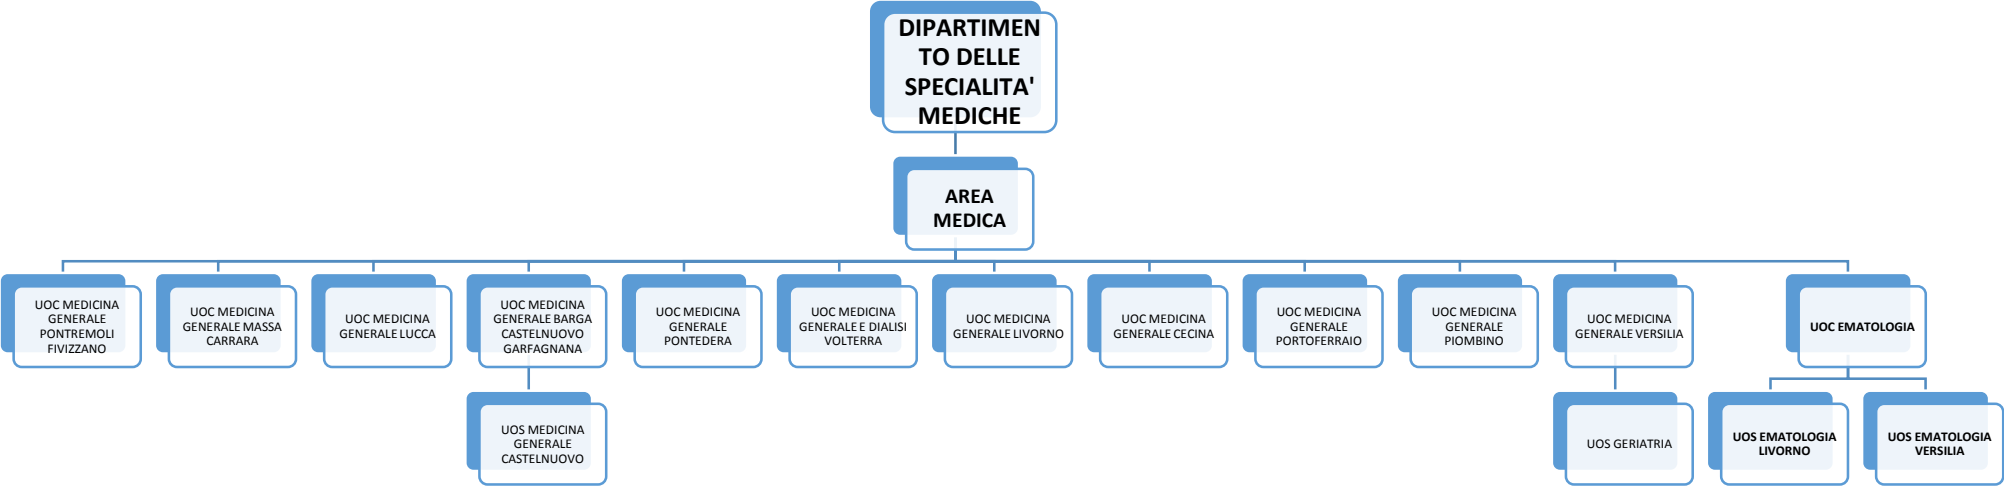 DIPARTIMEN
TO DELLE
SPECIALITA'
MEDICHE
AREA
MEDICA
UOC MEDICINA
GENERALE
PONTREMOLI
FIVIZZANO
UOC MEDICINA
GENERALE MASSA
CARRARA
UOC MEDICINA
GENERALE LUCCA
UOC MEDICINA
GENERALE BARGA
CASTELNUOVO
GARFAGNANA
UOC MEDICINA
GENERALE
PONTEDERA
UOC MEDICINA
GENERALE E DIALISI
VOLTERRA
UOC MEDICINA
GENERALE LIVORNO
UOC MEDICINA
GENERALE CECINA
UOC MEDICINA
GENERALE
PORTOFERRAIO
UOC MEDICINA
GENERALE
PIOMBINO
UOC MEDICINA
GENERALE VERSILIA
UOC EMATOLOGIA
UOS MEDICINA
GENERALE
CASTELNUOVO
UOS GERIATRIA
UOS EMATOLOGIA
LIVORNO
UOS EMATOLOGIA
VERSILIA